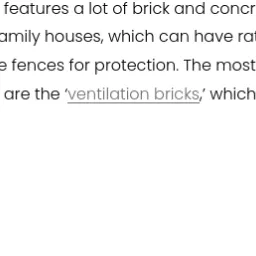 features a lot of brick and concr
amily houses, which can have rat
e fences for protection. The most
are the ‘ventilation bricks,’ which